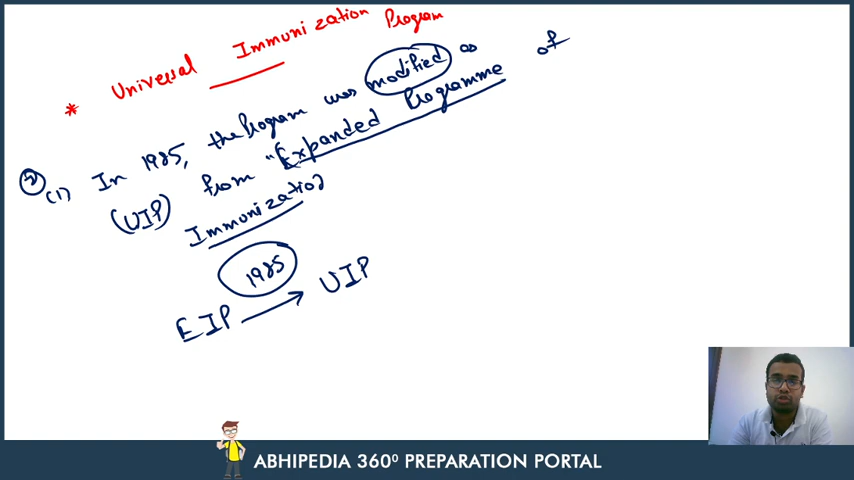 * Universal Immunization Program
② (1) In 1985, the Program was modified as
(UIP) from "Expanded Programme of
Immunization
1985
EIP → UIP
ABHIPEDIA 360° PREPARATION PORTAL